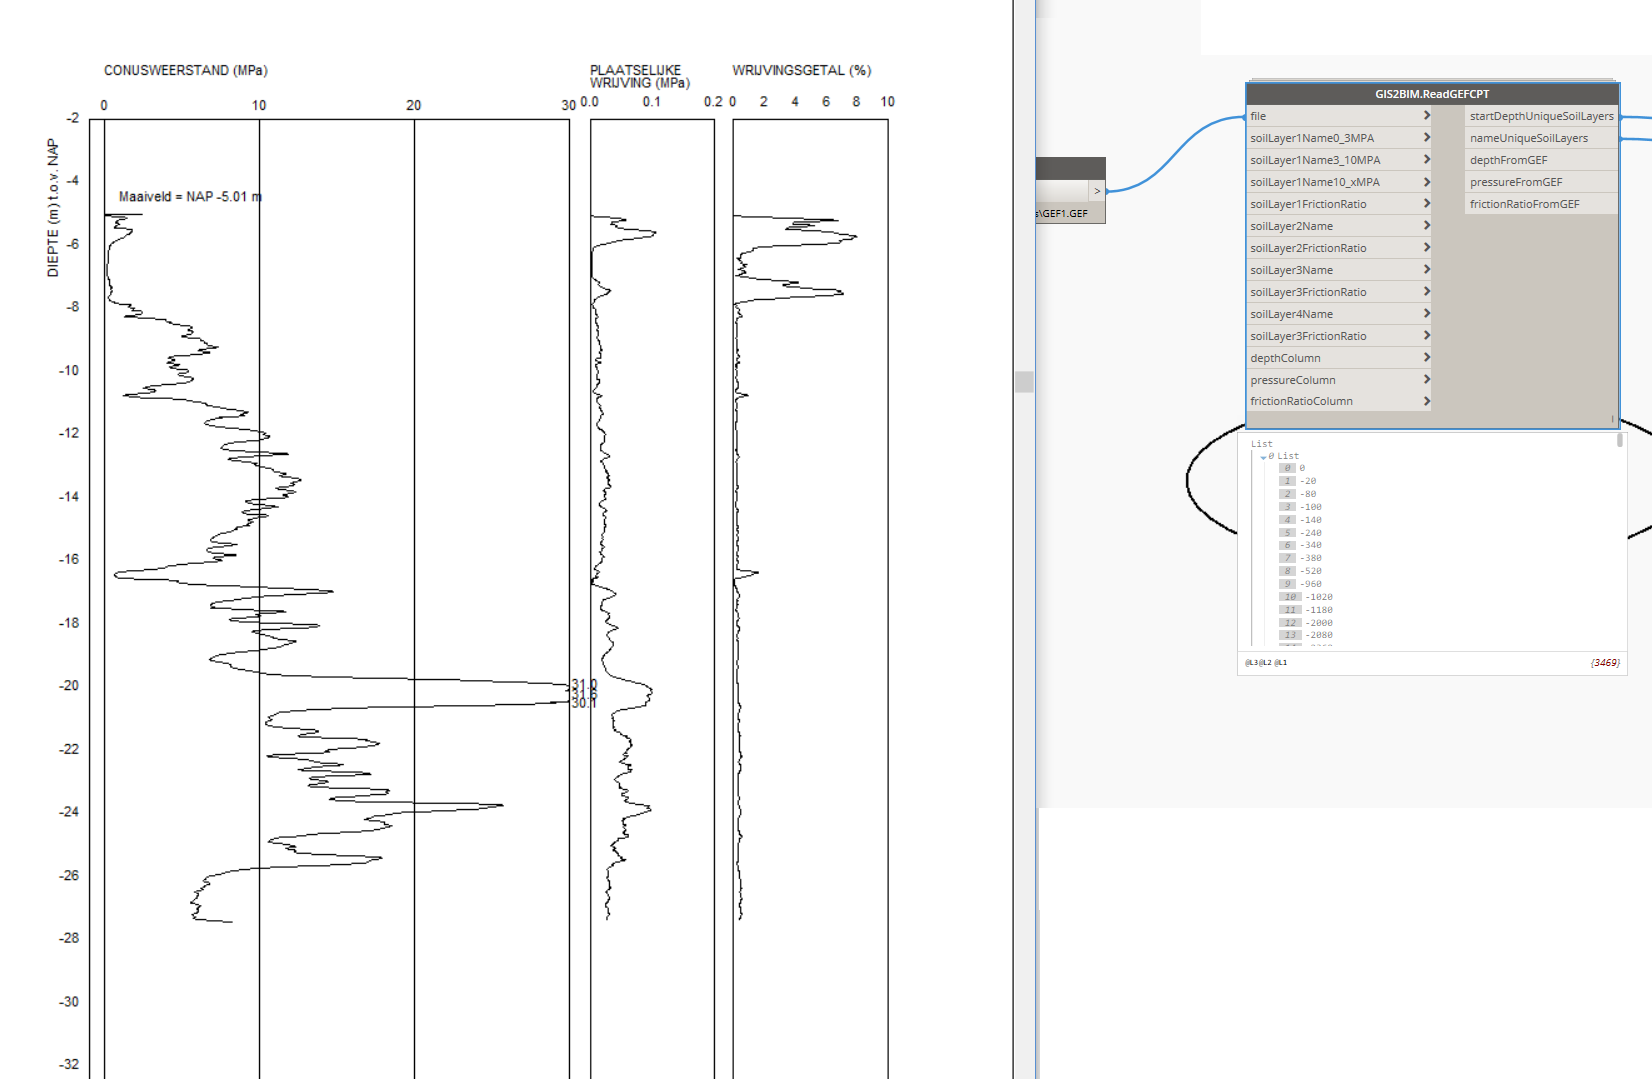 CONUSWEERSTAND (MPa)
0 10 20 30
PLAATSELIJKE
WRIJVING (MPa)
0.0 0.1 0.2
WRIJVINGSGETAL (%)
0 2 4 6 8 10
DIEPTE (m) t.o.v. NAP
-2
-4
-6
-8
-10
-12
-14
-16
-18
-20
-22
-24
-26
-28
-30
-32
Maaiveld = NAP -5.01 m
31.0
31.6
30.1
>
s\GEF1.GEF
GIS2BIM.ReadGEFCPT
file
soilLayer1Name0_3MPA
soilLayer1Name3_10MPA
soilLayer1Name10_xMPA
soilLayer1FrictionRatio
soilLayer2Name
soilLayer2FrictionRatio
soilLayer3Name
soilLayer3FrictionRatio
soilLayer4Name
soilLayer3FrictionRatio
depthColumn
pressureColumn
frictionRatioColumn
startDepthUniqueSoilLayers
nameUniqueSoilLayers
depthFromGEF
pressureFromGEF
frictionRatioFromGEF
List
0 List
0 0
1 -20
2 -80
3 -100
4 -140
5 -240
6 -340
7 -380
8 -520
9 -960
10 -1020
11 -1180
12 -2000
13 -2080
@L3 @L2 @L1
{3469}